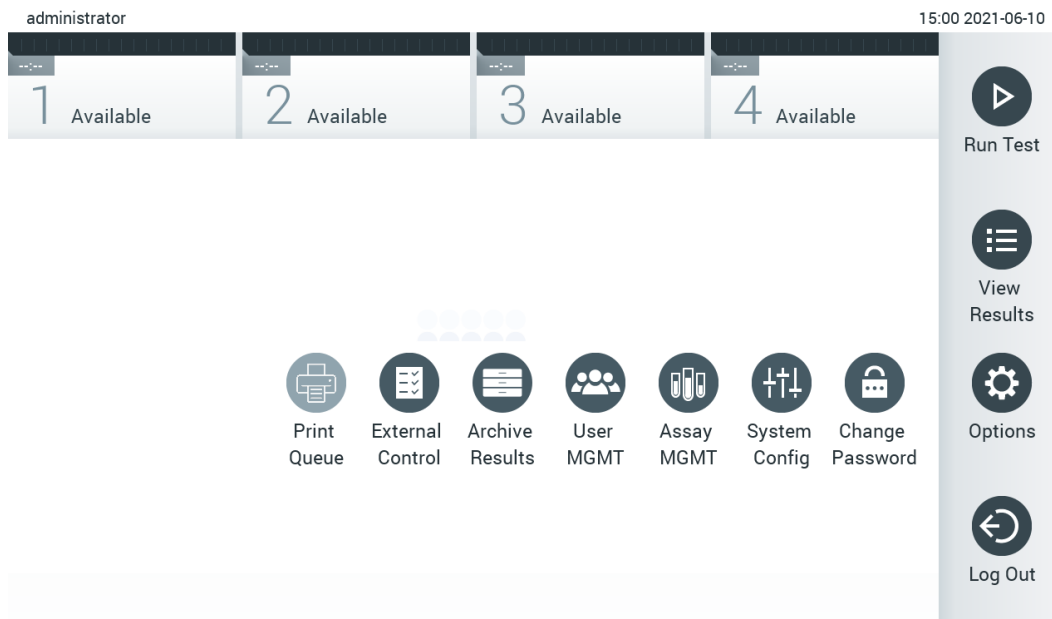 administrator
15:00 2021-06-10
--:--
--:--
--:--
--:--
1 Available
2 Available
3 Available
4 Available
Run Test
View
Results
Print
Queue
External
Control
Archive
Results
User
MGMT
Assay
MGMT
System
Config
Change
Password
Options
Log Out